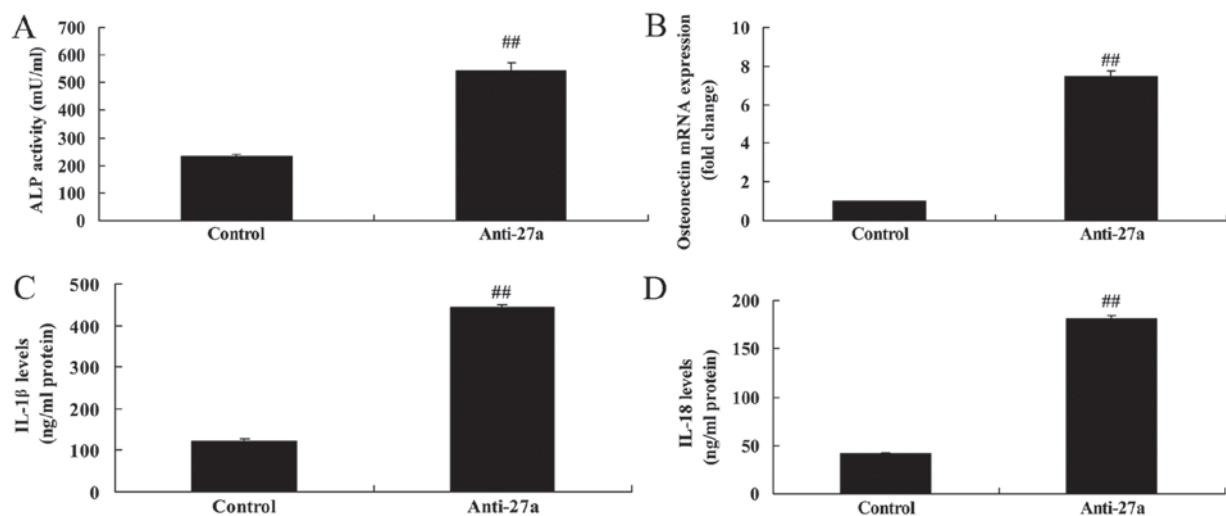 A
ALP activity (mU/ml)
700
600
500
400
300
200
100
0
##
Control
Anti-27a
B
Osteonectin mRNA expression
(fold change)
10
8
6
4
2
0
##
Control
Anti-27a
C
IL-1β levels
(ng/ml protein)
500
400
300
200
100
0
##
Control
Anti-27a
D
IL-18 levels
(ng/ml protein)
200
150
100
50
0
##
Control
Anti-27a